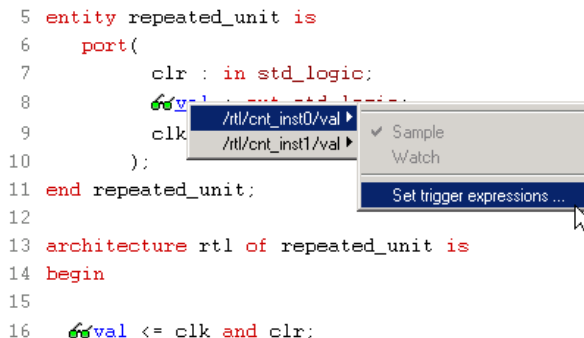 5 entity repeated_unit is
6 port(
7 clr : in std_logic;
8 val : out std_logic;
/rtl/cnt_inst0/val
9 clk
/rtl/cnt_inst1/val
Sample
Watch
10 );
Set trigger expressions ...
11 end repeated_unit;
12
13 architecture rtl of repeated_unit is
14 begin
15
16 val <= clk and clr;